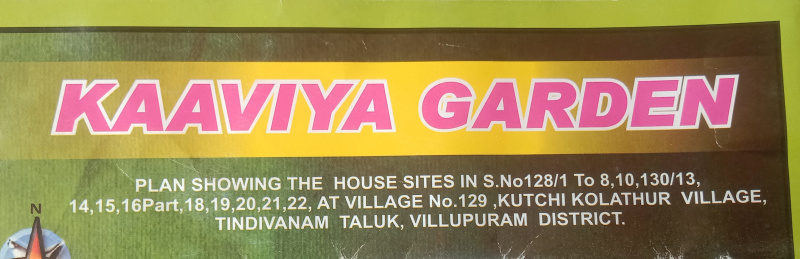 KAAVIYA GARDEN
PLAN SHOWING THE HOUSE SITES IN S.No128/1 To 8,10,130/13,
14,15,16Part,18,19,20,21,22, AT VILLAGE No.129 ,KUTCHI KOLATHUR VILLAGE,
TINDIVANAM TALUK, VILLUPURAM DISTRICT.
N